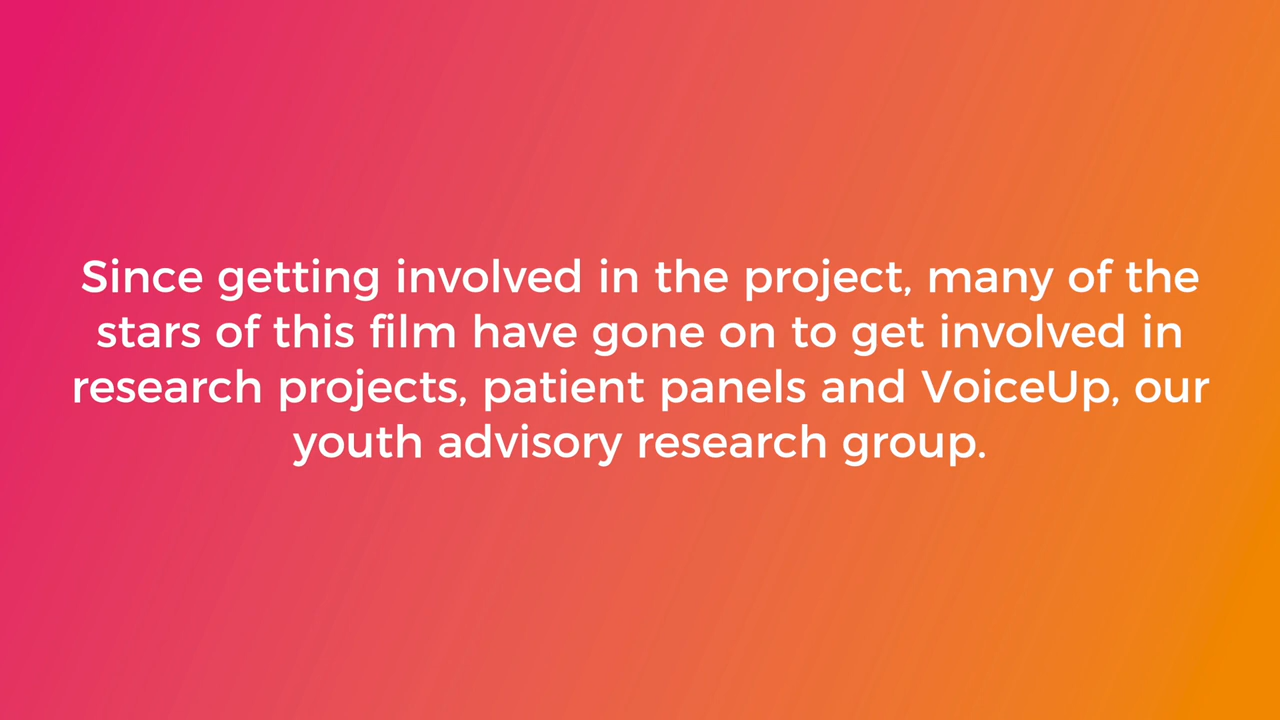 Since getting involved in the project, many of the
stars of this film have gone on to get involved in
research projects, patient panels and VoiceUp, our
youth advisory research group.